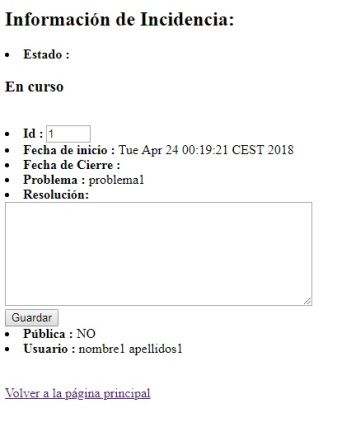 Información de Incidencia:
Estado :
En curso
Id : 1
Fecha de inicio : Tue Apr 24 00:19:21 CEST 2018
Fecha de Cierre :
Problema : problema1
Resolución:
Guardar
Pública : NO
Usuario : nombre1 apellidos1
Volver a la página principal